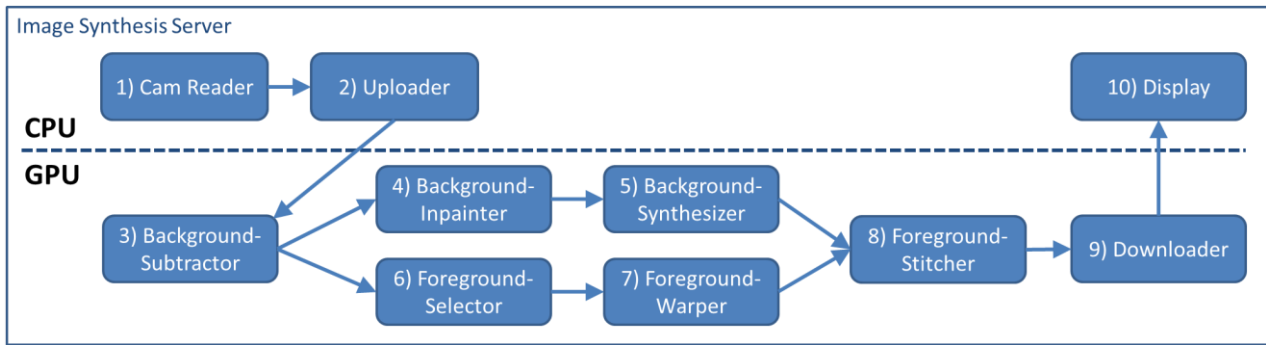 Image Synthesis Server
1) Cam Reader
2) Uploader
10) Display
CPU
GPU
3) Background-
Subtractor
4) Background-
Inpainter
5) Background-
Synthesizer
6) Foreground-
Selector
7) Foreground-
Warper
8) Foreground-
Stitcher
9) Downloader